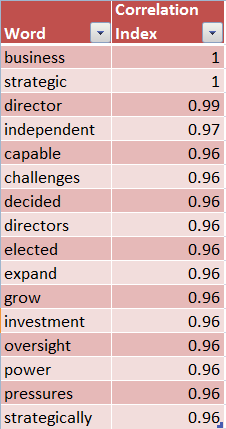 Word Correlation Index
business 1
strategic 1
director 0.99
independent 0.97
capable 0.96
challenges 0.96
decided 0.96
directors 0.96
elected 0.96
expand 0.96
grow 0.96
investment 0.96
oversight 0.96
power 0.96
pressures 0.96
strategically 0.96